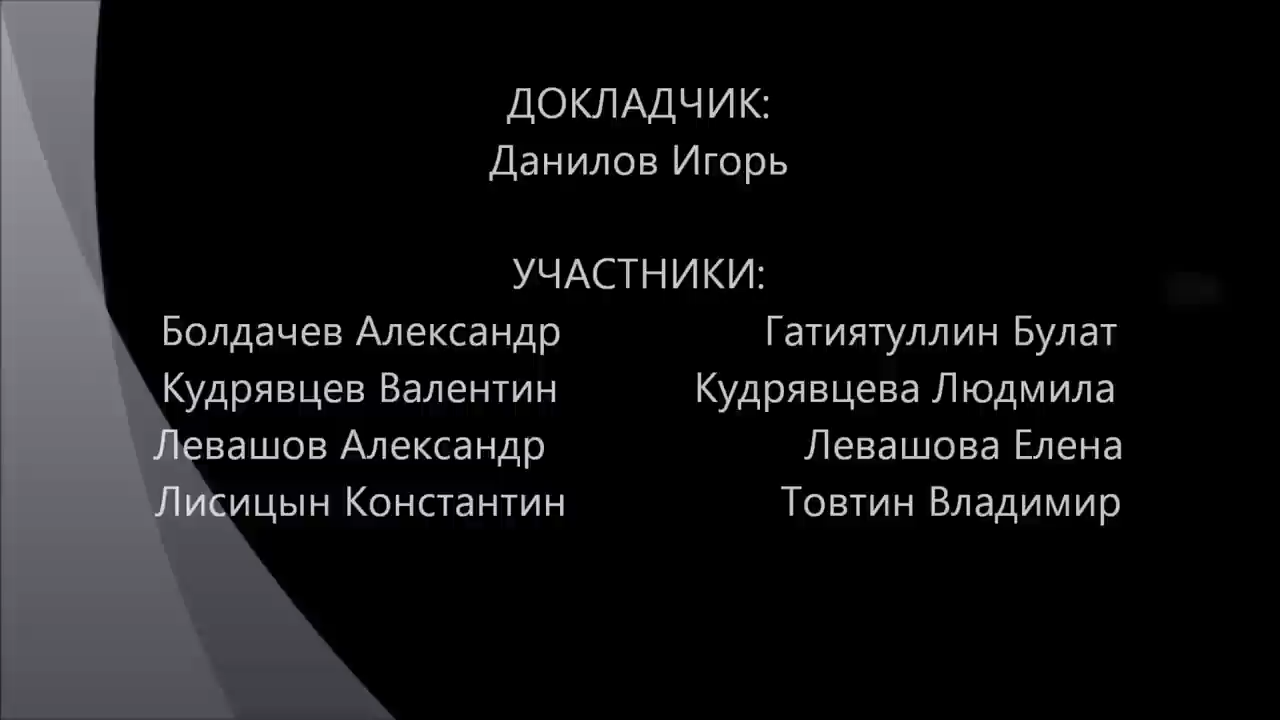 ДОКЛАДЧИК:
Данилов Игорь
УЧАСТНИКИ:
Болдачев Александр Гатиятуллин Булат
Кудрявцев Валентин Кудрявцева Людмила
Левашов Александр Левашова Елена
Лисицын Константин Товтин Владимир